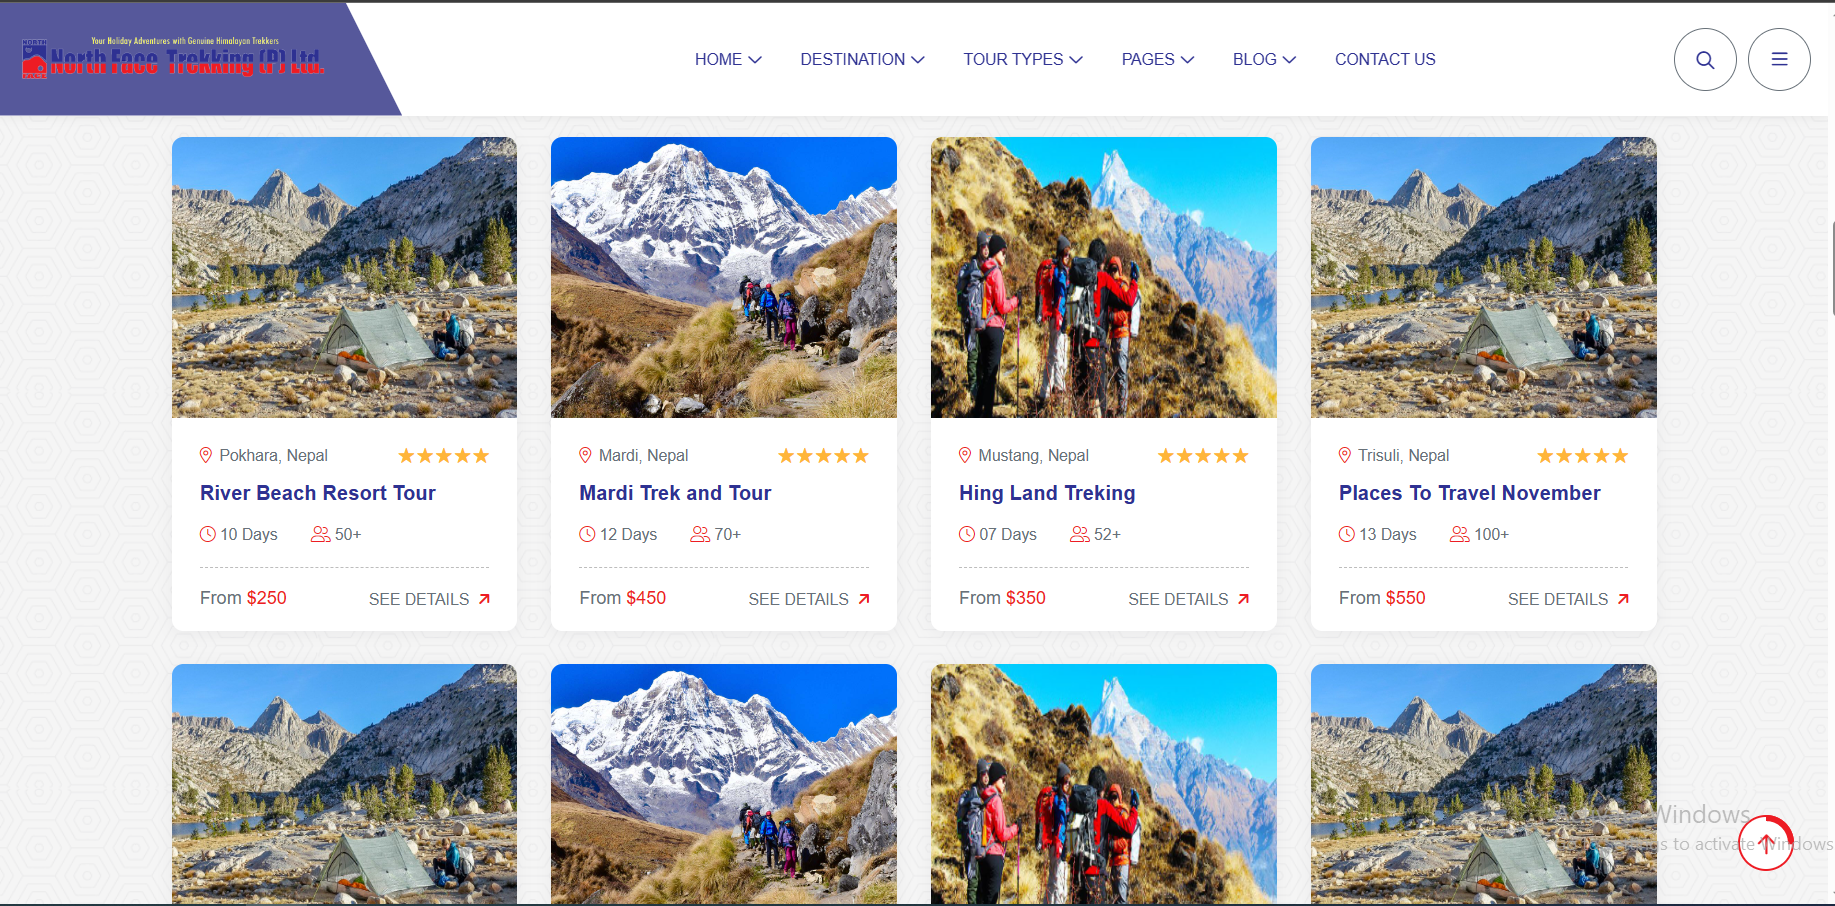 Your Holiday Adventures with Genuine Himalayan Trekkers
NORTH
North Face Trekking (P) Ltd.
HOME
DESTINATION
TOUR TYPES
PAGES
BLOG
CONTACT US
Pokhara, Nepal
River Beach Resort Tour
10 Days 50+
From $250 SEE DETAILS
Mardi, Nepal
Mardi Trek and Tour
12 Days 70+
From $450 SEE DETAILS
Mustang, Nepal
Hing Land Treking
07 Days 52+
From $350 SEE DETAILS
Trisuli, Nepal
Places To Travel November
13 Days 100+
From $550 SEE DETAILS
Windows
to activate Windows